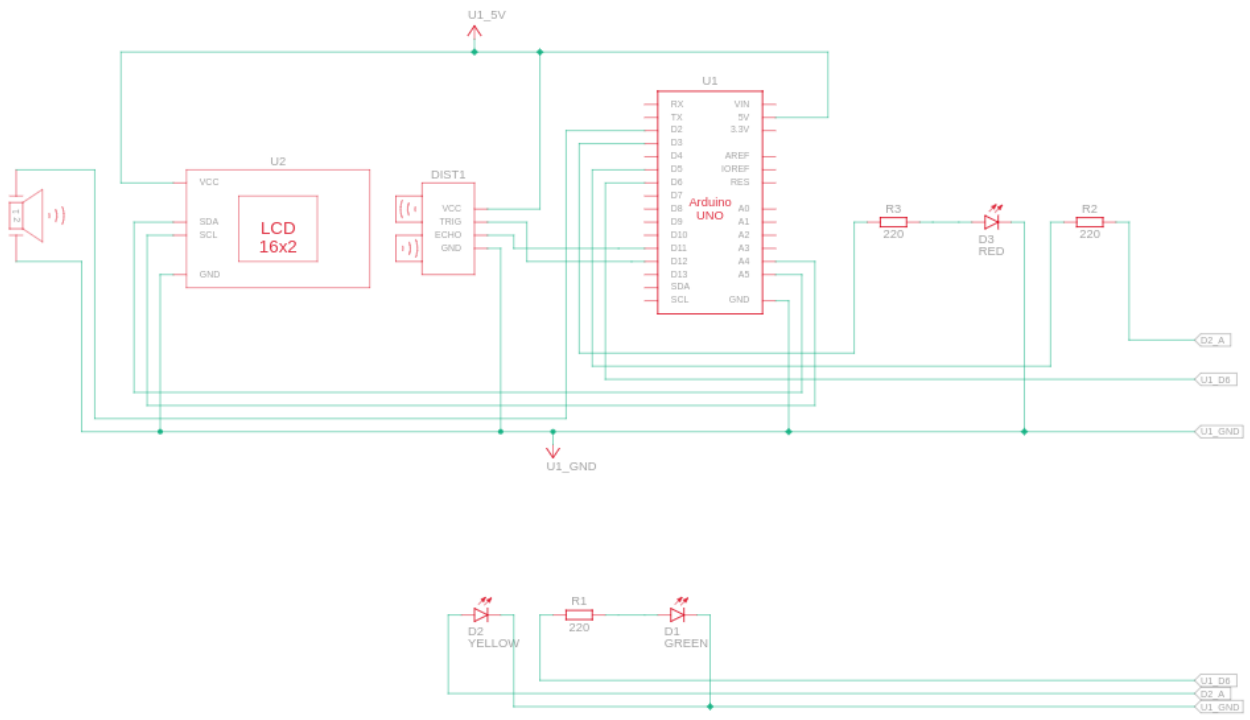 U1_5V
U1
RX
TX
D2
D3
D4
D5
D6
D7
D8
D9
D10
D11
D12
D13
SDA
SCL
VIN
5V
3.3V
AREF
IOREF
RES
A0
A1
A2
A3
A4
A5
GND
Arduino
UNO
1 2
U2
VCC
SDA
SCL
GND
LCD
16x2
DIST1
VCC
TRIG
ECHO
GND
R3
220
D3
RED
R2
220
D2_A
U1_D6
U1_GND
U1_GND
D2
YELLOW
R1
220
D1
GREEN
U1_D6
D2_A
U1_GND